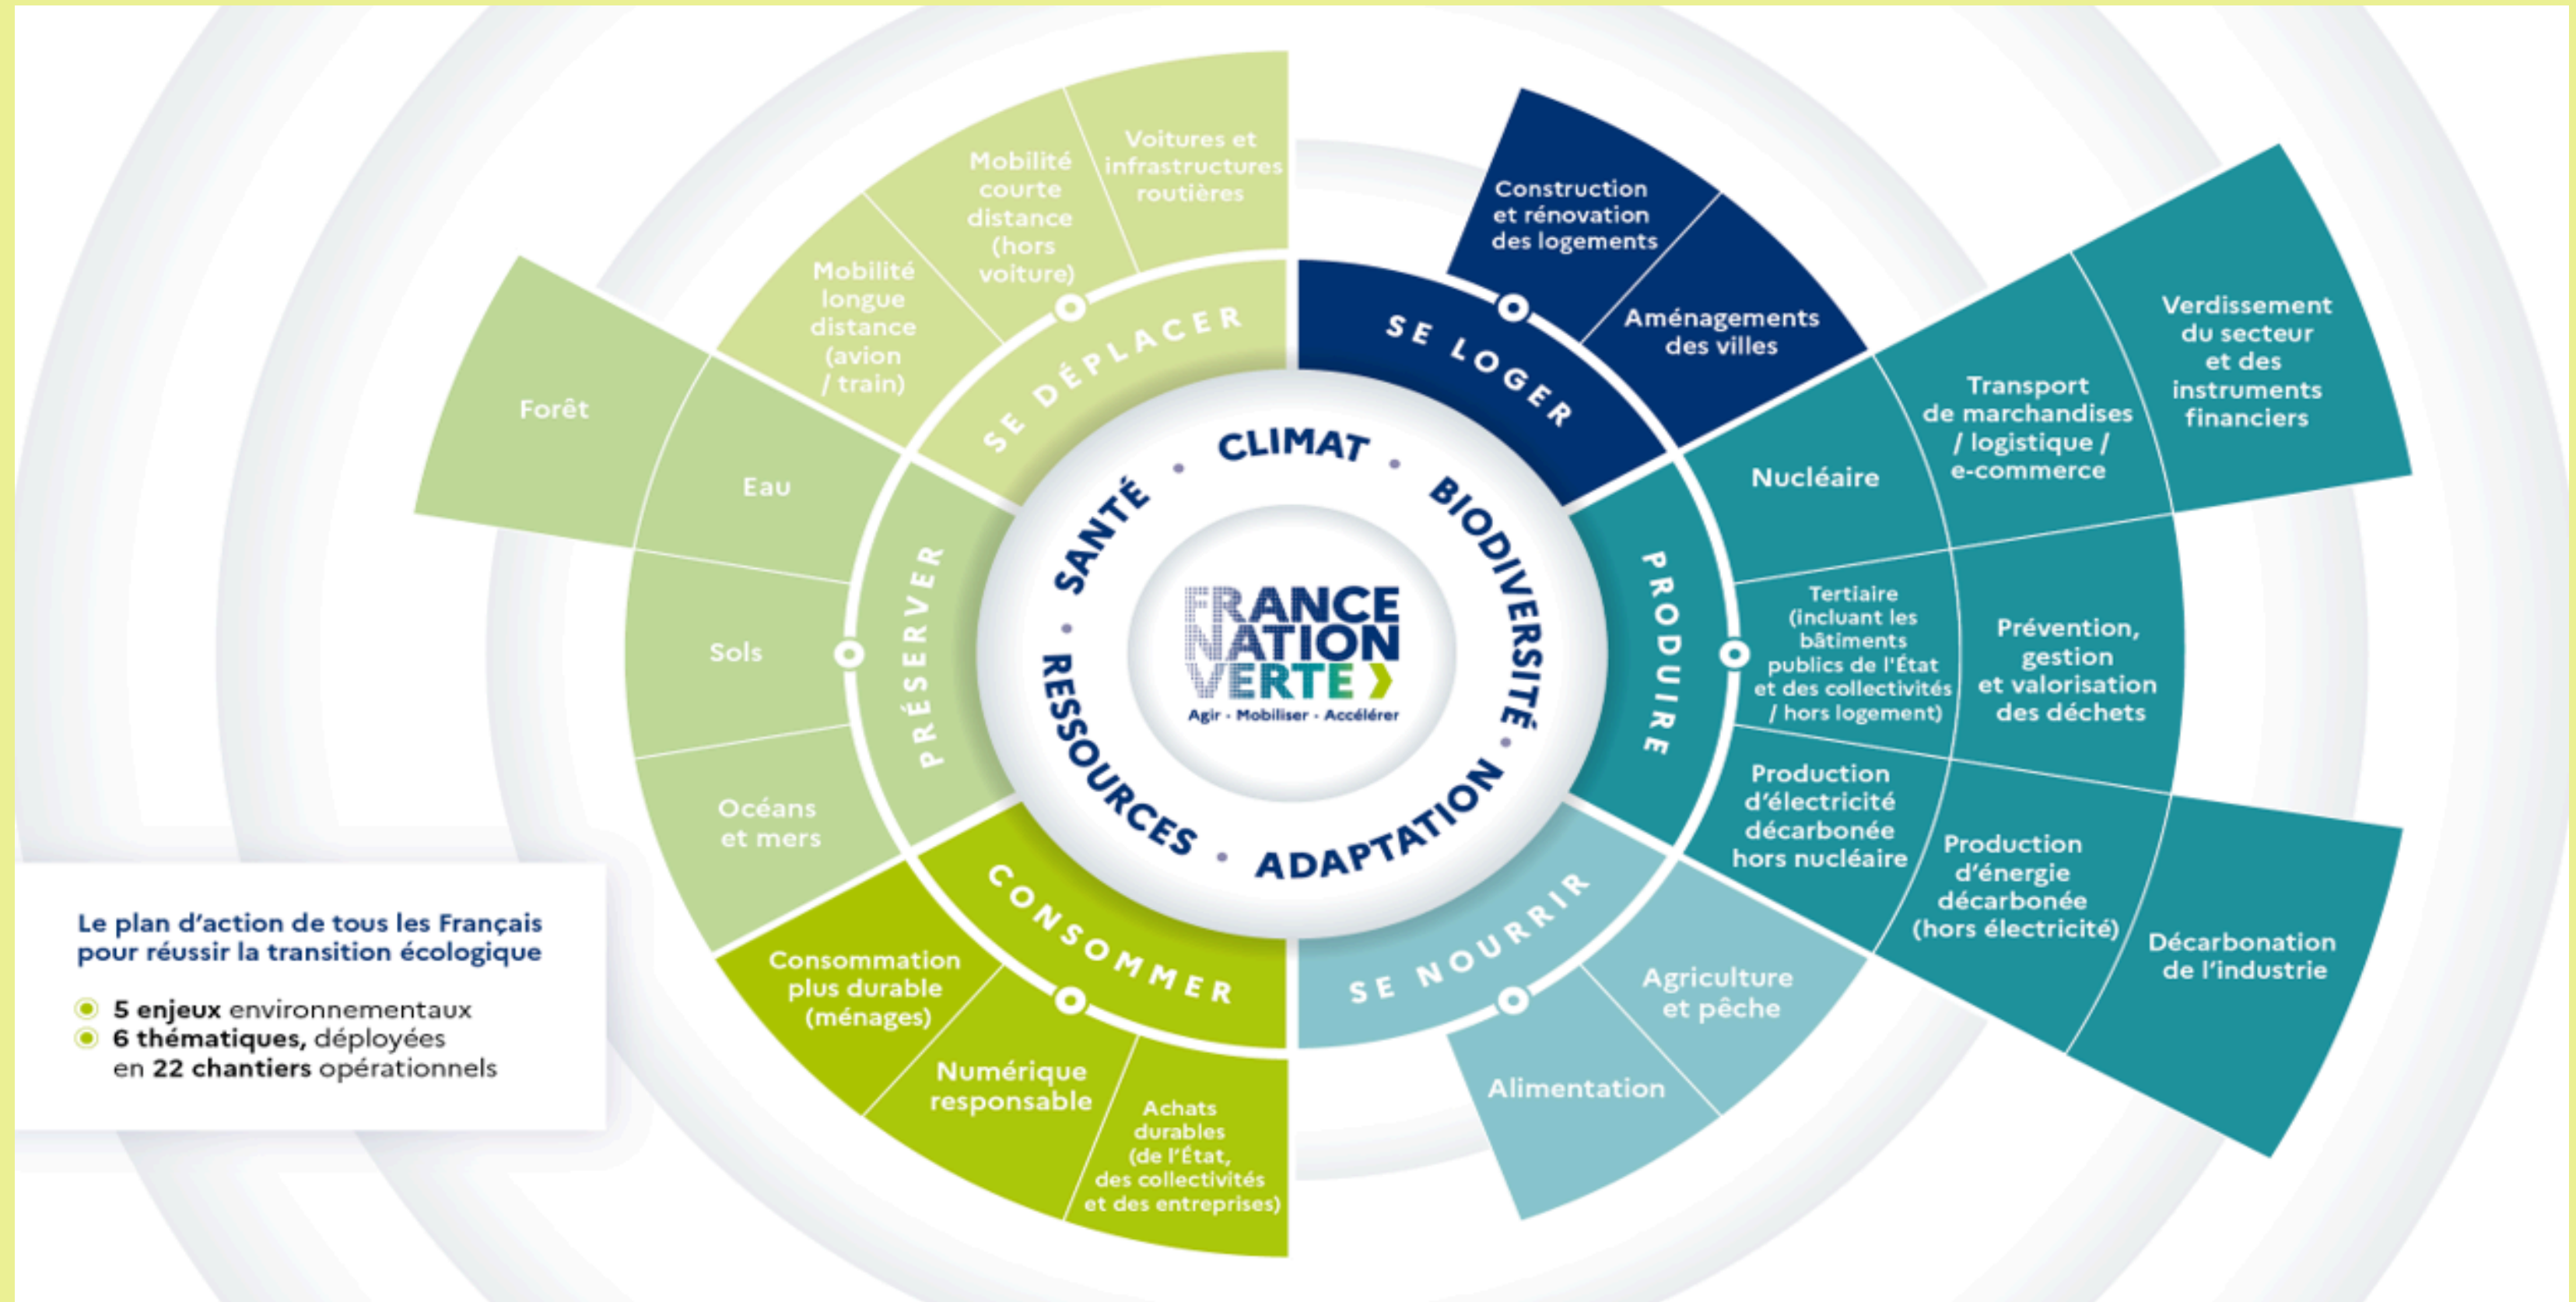 FRANCE
NATION
VERTE
Agir • Mobiliser • Accélérer
CLIMAT • BIODIVERSITÉ • ADAPTATION • RESSOURCES • SANTÉ •
SE LOGER
Construction
et rénovation
des logements
Aménagements
des villes
PRODUIRE
Nucléaire
Transport
de marchandises
/ logistique /
e-commerce
Verdissement
du secteur
et des
instruments
financiers
Tertiaire
(incluant les
bâtiments
publics de l'État
et des collectivités
/ hors logement)
Prévention,
gestion
et valorisation
des déchets
Production
d'électricité
décarbonée
hors nucléaire
Production
d'énergie
décarbonée
(hors électricité)
Décarbonation
de l'industrie
SE NOURRIR
Agriculture
et pêche
Alimentation
CONSOMMER
Achats
durables
(de l'État,
des collectivités
et des entreprises)
Numérique
responsable
Consommation
plus durable
(ménages)
PRÉSERVER
Océans
et mers
Sols
Eau
Forêt
SE DÉPLACER
Mobilité
longue
distance
(avion
/ train)
Mobilité
courte
distance
(hors
voiture)
Voitures et
infrastructures
routières
Le plan d'action de tous les Français
pour réussir la transition écologique
5 enjeux environnementaux
6 thématiques, déployées
en 22 chantiers opérationnels